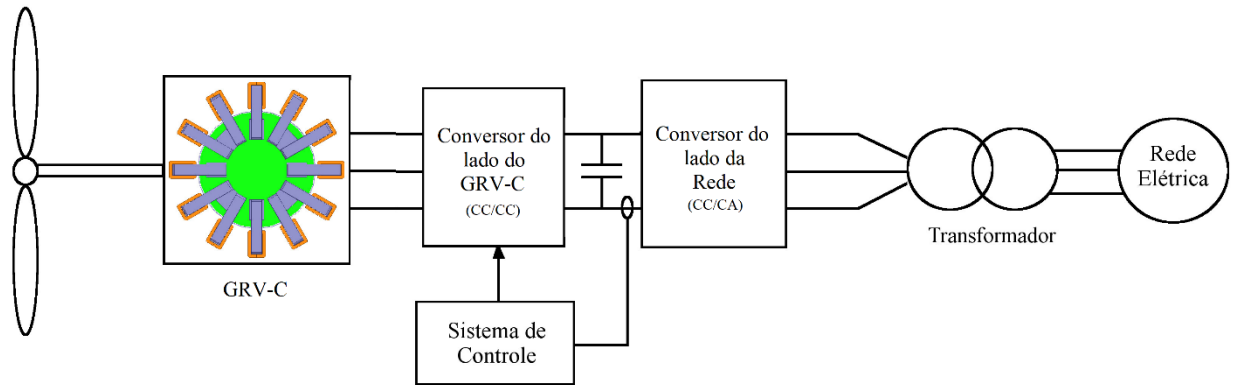 GRV-C
Conversor do
lado do
GRV-C
(CC/CC)
Sistema de
Controle
Conversor do
lado da
Rede
(CC/CA)
Transformador
Rede
Elétrica